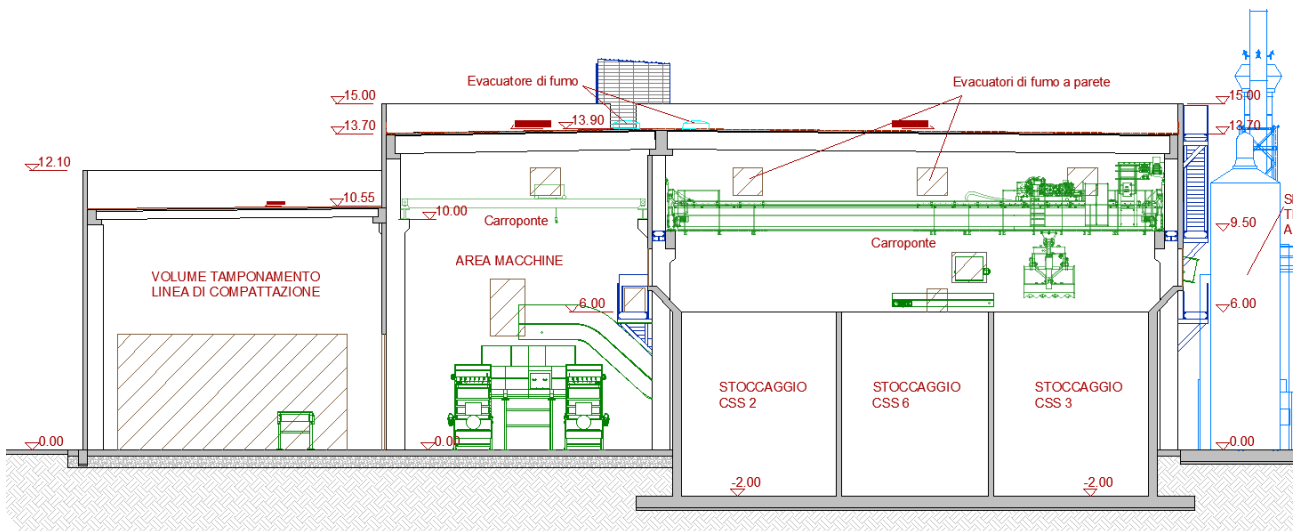 Evacuatore di fumo
Evacuatori di fumo a parete
15.00
15.00
13.70
13.90
13.70
12.10
10.55
10.00
Carroponte
9.50
Carroponte
VOLUME TAMPONAMENTO
LINEA DI COMPATTAZIONE
AREA MACCHINE
6.00
6.00
STOCCAGGIO
CSS 2
STOCCAGGIO
CSS 6
STOCCAGGIO
CSS 3
0.00
0.00
0.00
-2.00
-2.00